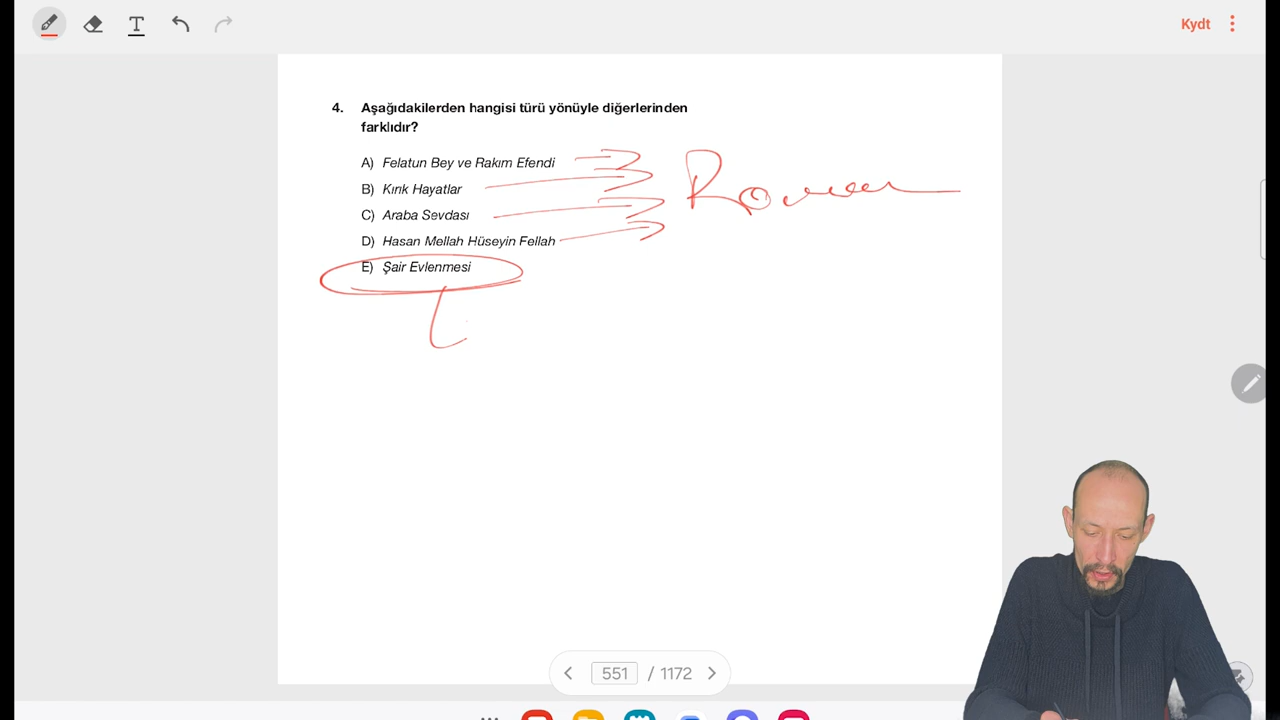 T
Kydt
4. Aşağıdakilerden hangisi türü yönüyle diğerlerinden
farklıdır?
A) Felatun Bey ve Rakım Efendi
B) Kırık Hayatlar
Roman
C) Araba Sevdası
D) Hasan Mellah Hüseyin Fellah
E) Şair Evlenmesi
551 / 1172